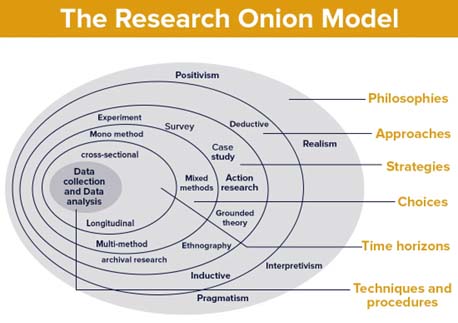 The Research Onion Model
Positivism
Philosophies
Experiment
Survey
Deductive
Approaches
Mono method
Realism
Case
study
cross-sectional
Strategies
Data
collection
and Data
analysis
Mixed
methods
Action
research
Choices
Longitudinal
Grounded
theory
Multi-method
Ethnography
Time horizons
archival research
Inductive
Interpretivism
Pragmatism
Techniques and
procedures